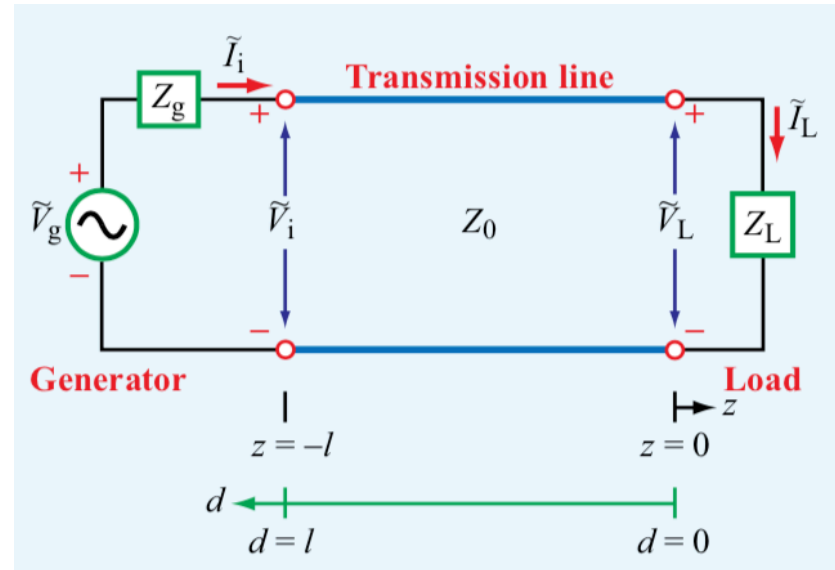 Ĩi
Transmission line
Zg
+
+
ĨL
+
Ṽg
Ṽi
Z0
ṼL
ZL
−
−
−
Generator
Load
z
z = −l
z = 0
d
d = l
d = 0